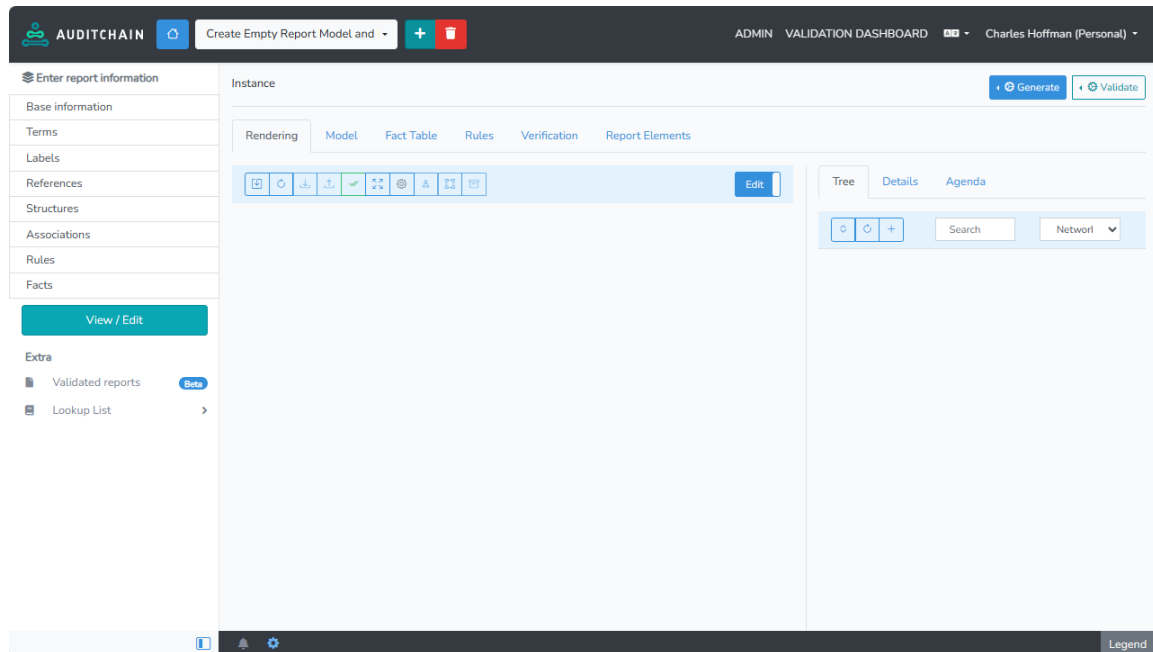 AUDITCHAIN
Create Empty Report Model and
ADMIN VALIDATION DASHBOARD Charles Hoffman (Personal)
Enter report information
Base information
Terms
Labels
References
Structures
Associations
Rules
Facts
View / Edit
Extra
Validated reports Beta
Lookup List
Instance
Generate Validate
Rendering Model Fact Table Rules Verification Report Elements
Edit
Tree Details Agenda
Search Networl
Legend